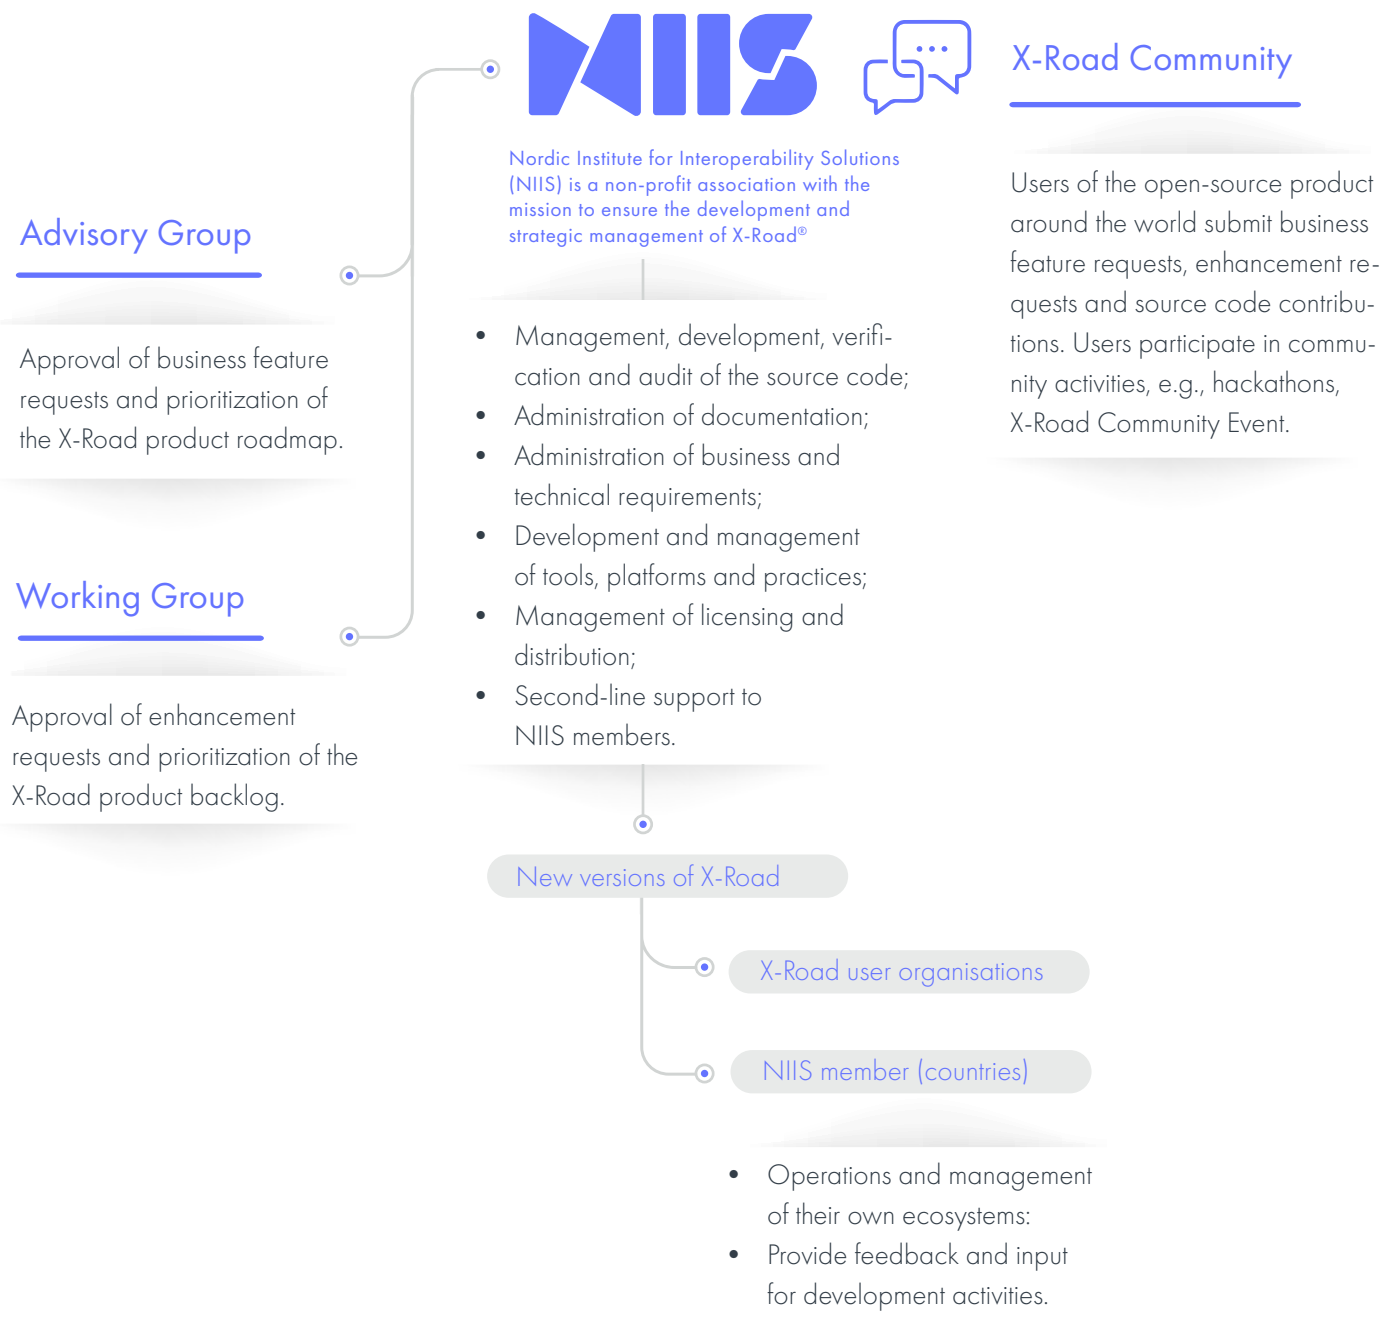 NIIS
Nordic Institute for Interoperability Solutions
(NIIS) is a non-profit association with the
mission to ensure the development and
strategic management of X-Road®
X-Road Community
Users of the open-source product
around the world submit business
feature requests, enhancement re-
quests and source code contribu-
tions. Users participate in commu-
nity activities, e.g., hackathons,
X-Road Community Event.
Advisory Group
Approval of business feature
requests and prioritization of
the X-Road product roadmap.
Working Group
Approval of enhancement
requests and prioritization of the
X-Road product backlog.
• Management, development, verifi-
cation and audit of the source code;
• Administration of documentation;
• Administration of business and
technical requirements;
• Development and management
of tools, platforms and practices;
• Management of licensing and
distribution;
• Second-line support to
NIIS members.
New versions of X-Road
X-Road user organisations
NIIS member (countries)
• Operations and management
of their own ecosystems:
• Provide feedback and input
for development activities.